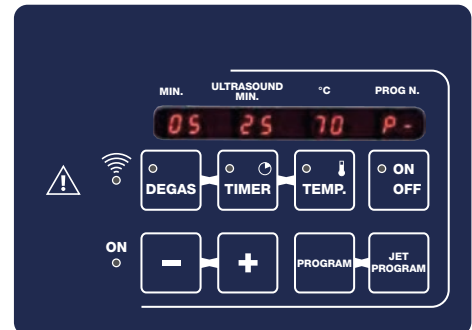 MIN. ULTRASOUND MIN. °C PROG N.
05 25 70 P-
DEGAS TIMER TEMP. ON OFF
ON
- + PROGRAM JET PROGRAM